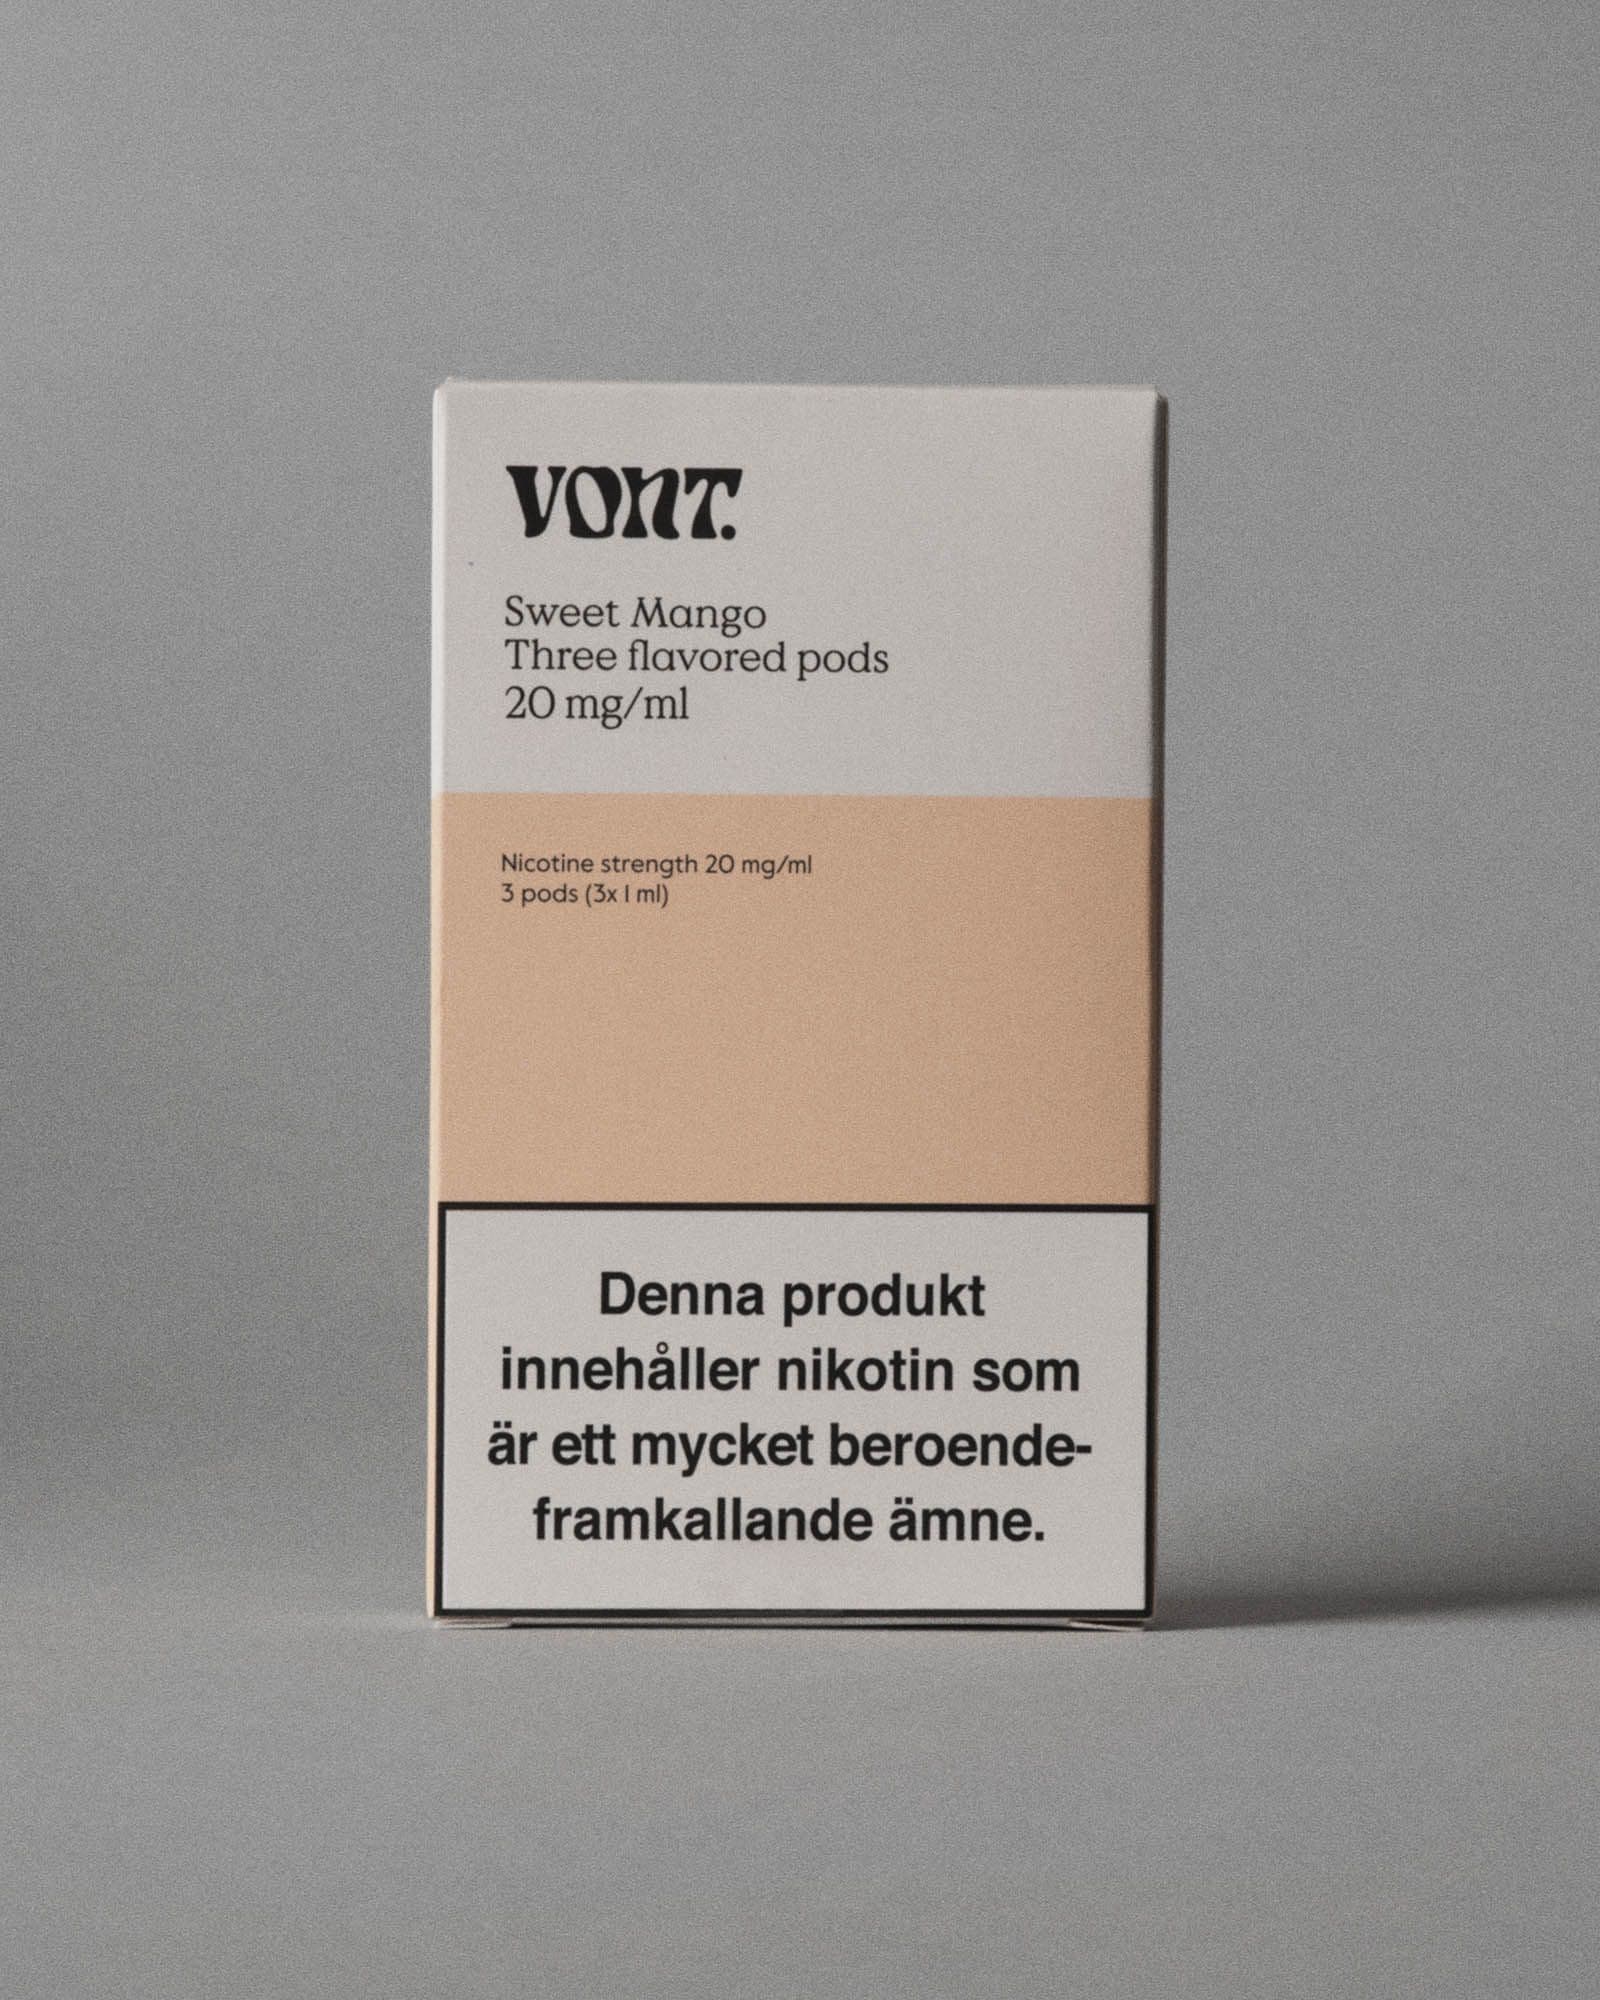 VONT.
Sweet Mango
Three flavored pods
20 mg/ml
Nicotine strength 20 mg/ml
3 pods (3x 1 ml)
Denna produkt
innehåller nikotin som
är ett mycket beroende-
framkallande ämne.